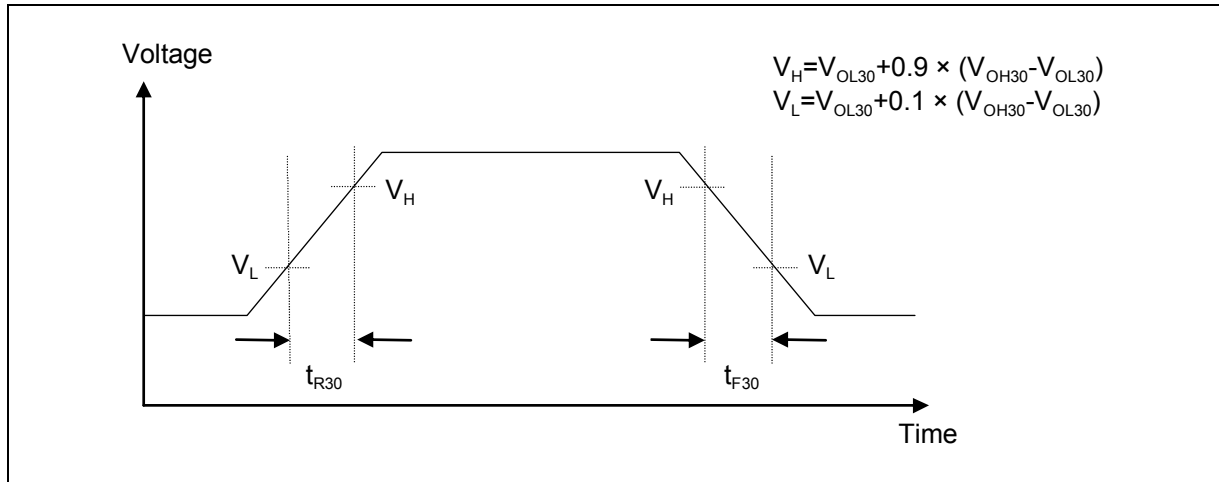 Voltage
V_H=V_OL30+0.9 × (V_OH30-V_OL30)
V_L=V_OL30+0.1 × (V_OH30-V_OL30)
V_H
V_H
V_L
V_L
t_R30
t_F30
Time